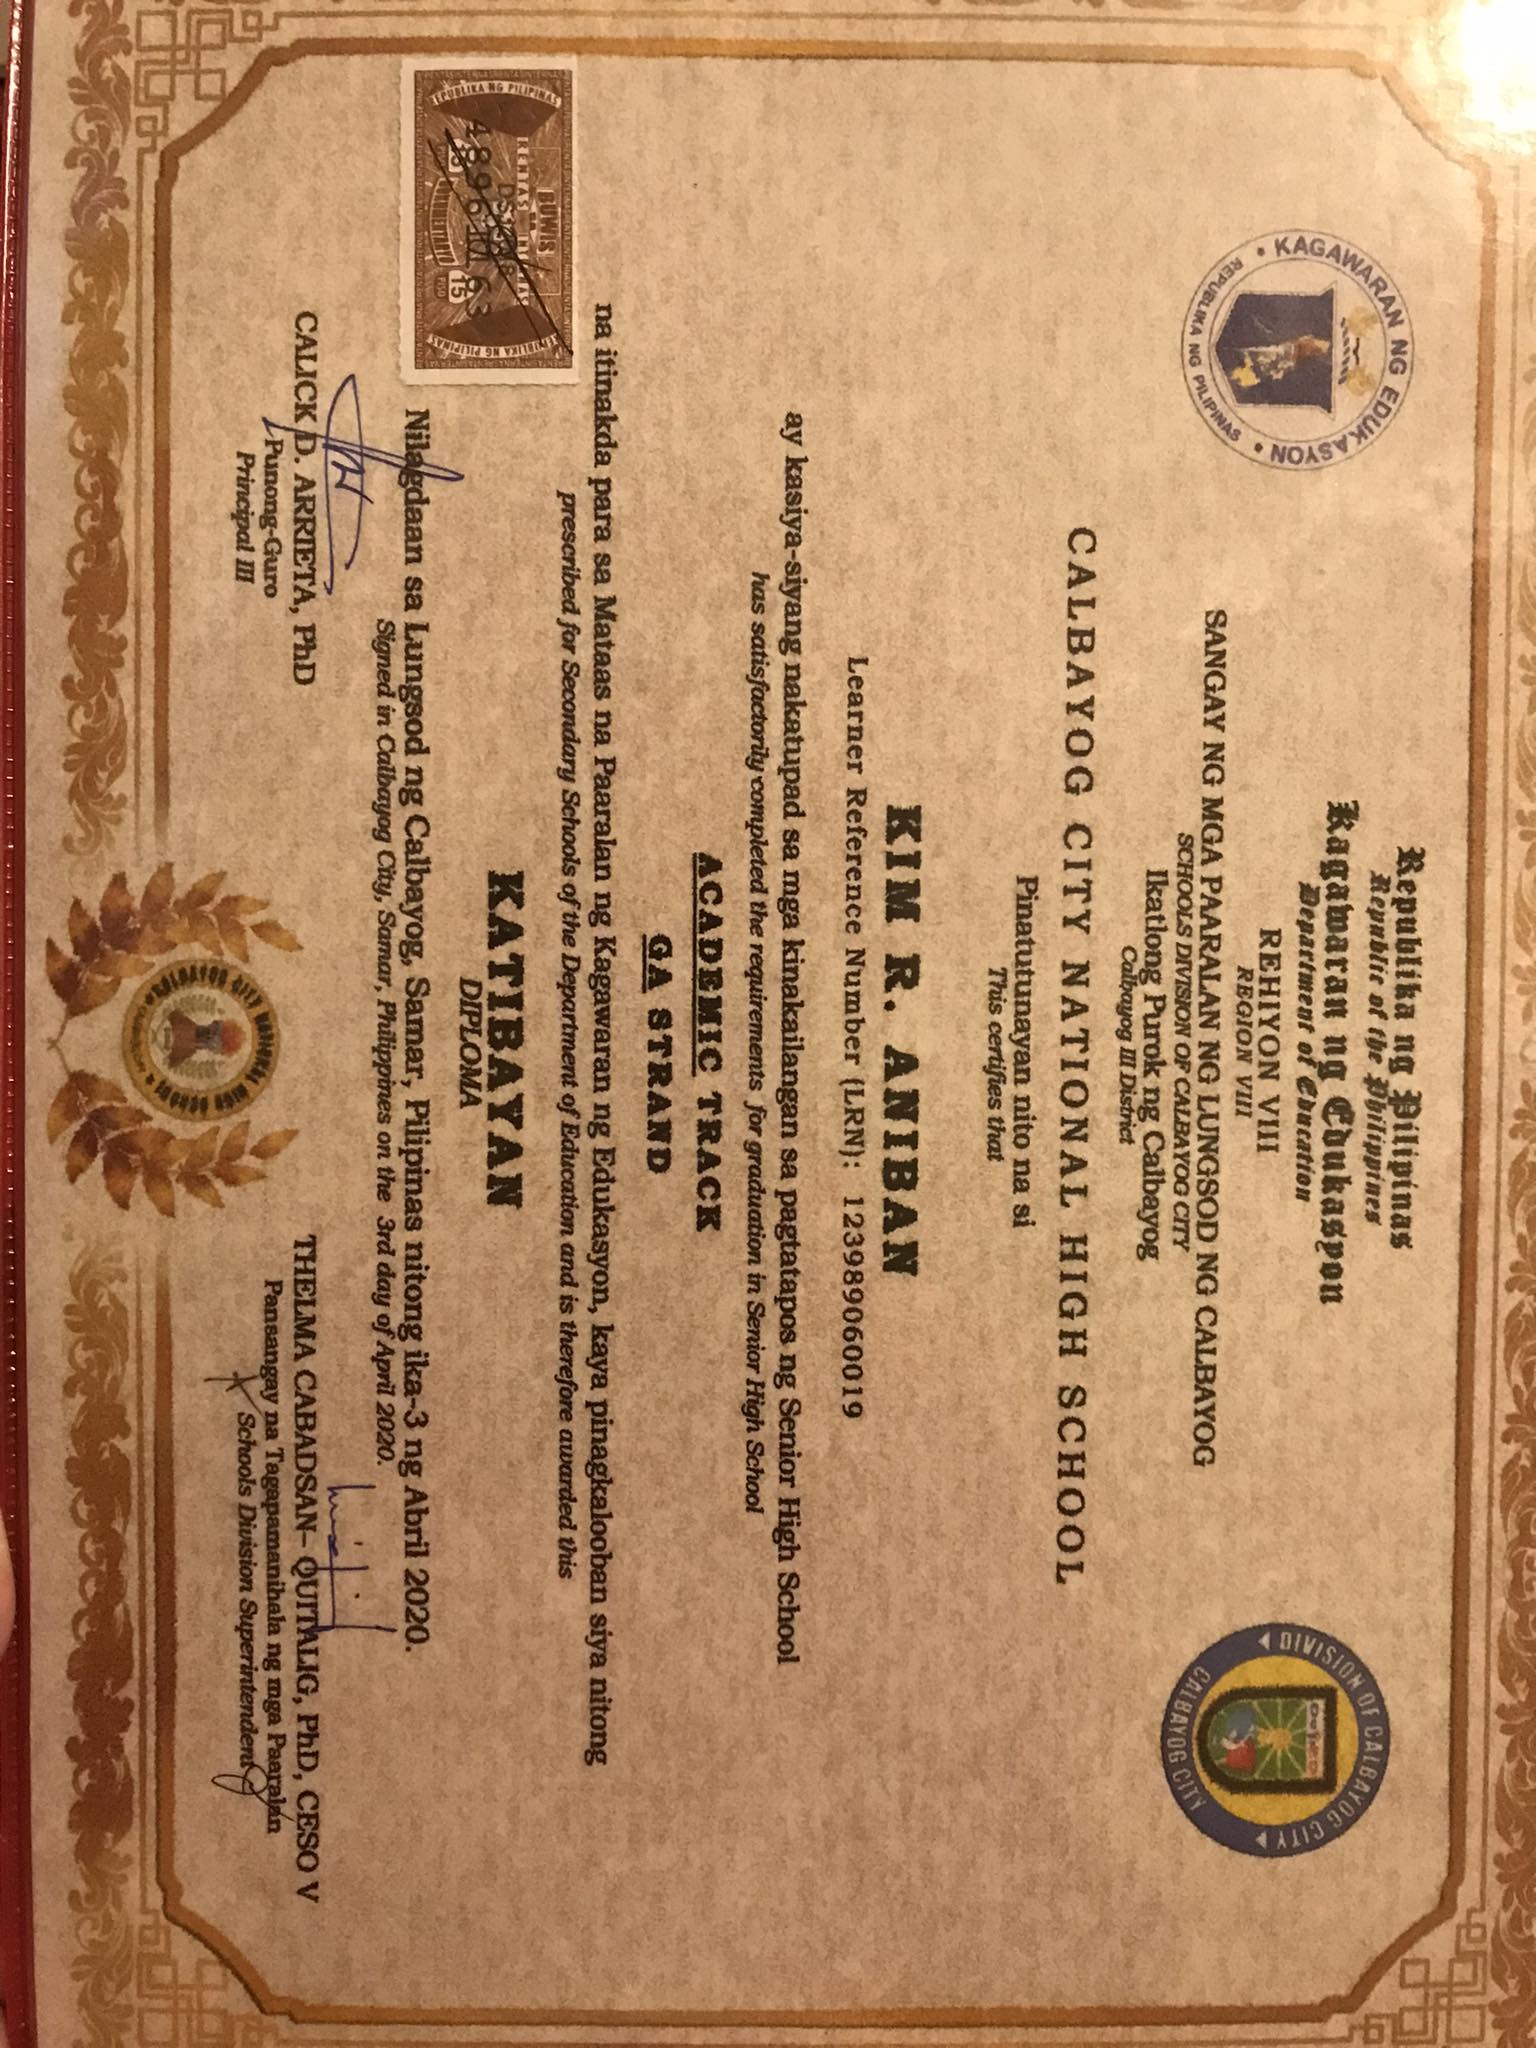 KAGAWARAN NG EDUKASYON
REPUBLIKA NG PILIPINAS
Republika ng Pilipinas
Republic of the Philippines
Kagawaran ng Edukasyon
Department of Education
REHIYON VIII
REGION VIII
SANGAY NG MGA PAARALAN NG LUNGSOD NG CALBAYOG
SCHOOLS DIVISION OF CALBAYOG CITY
Ikatlong Purok ng Calbayog
Calbayog III District
DIVISION OF CALBAYOG CITY
DepED
CALBAYOG CITY
CALBAYOG CITY NATIONAL HIGH SCHOOL
Pinatutunayan nito na si
This certifies that
KIM R. ANIBAN
Learner Reference Number (LRN): 123989060019
ay kasiya-siyang nakatupad sa mga kinakailangan sa pagtatapos ng Senior High School
has satisfactorily completed the requirements for graduation in Senior High School
ACADEMIC TRACK
GA STRAND
na itinakda para sa Mataas na Paaralan ng Kagawaran ng Edukasyon, kaya pinagkalooban siya nitong
prescribed for Secondary Schools of the Department of Education and is therefore awarded this
KATIBAYAN
DIPLOMA
REPUBLIKA NG PILIPINAS
BUWIS
SA
RENTAS INTERNAS
REPUBLIKA NG PILIPINAS
15 15
PISO DOKUMENTARYO PISO
Nilagdaan sa Lungsod ng Calbayog, Samar, Pilipinas nitong ika-3 ng Abril 2020.
Signed in Calbayog City, Samar, Philippines on the 3rd day of April 2020.
CALICK D. ARRIETA, PhD
Punong-Guro
Principal III
THELMA CABADSAN– QUITALIG, PhD, CESO V
Pansangay na Tagapamanihala ng mga Paaralan
Schools Division Superintendent
CALBAYOG CITY NATIONAL HIGH SCHOOL